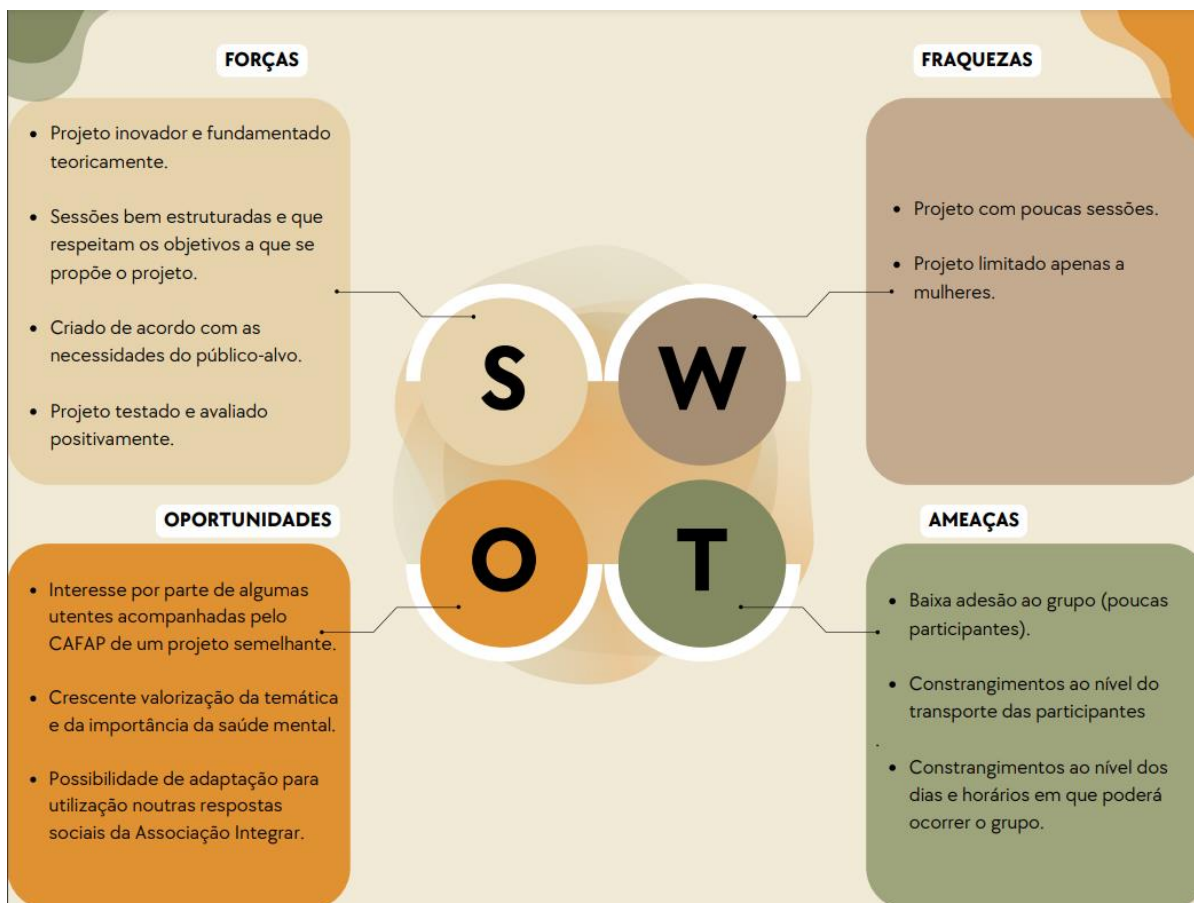 FORÇAS
• Projeto inovador e fundamentado
teoricamente.
• Sessões bem estruturadas e que
respeitam os objetivos a que se
propõe o projeto.
• Criado de acordo com as
necessidades do público-alvo.
• Projeto testado e avaliado
positivamente.
FRAQUEZAS
• Projeto com poucas sessões.
• Projeto limitado apenas a
mulheres.
S
W
O
T
OPORTUNIDADES
• Interesse por parte de algumas
utentes acompanhadas pelo
CAFAP de um projeto semelhante.
• Crescente valorização da temática
e da importância da saúde mental.
• Possibilidade de adaptação para
utilização noutras respostas
sociais da Associação Integrar.
AMEAÇAS
• Baixa adesão ao grupo (poucas
participantes).
• Constrangimentos ao nível do
transporte das participantes
.
• Constrangimentos ao nível dos
dias e horários em que poderá
ocorrer o grupo.